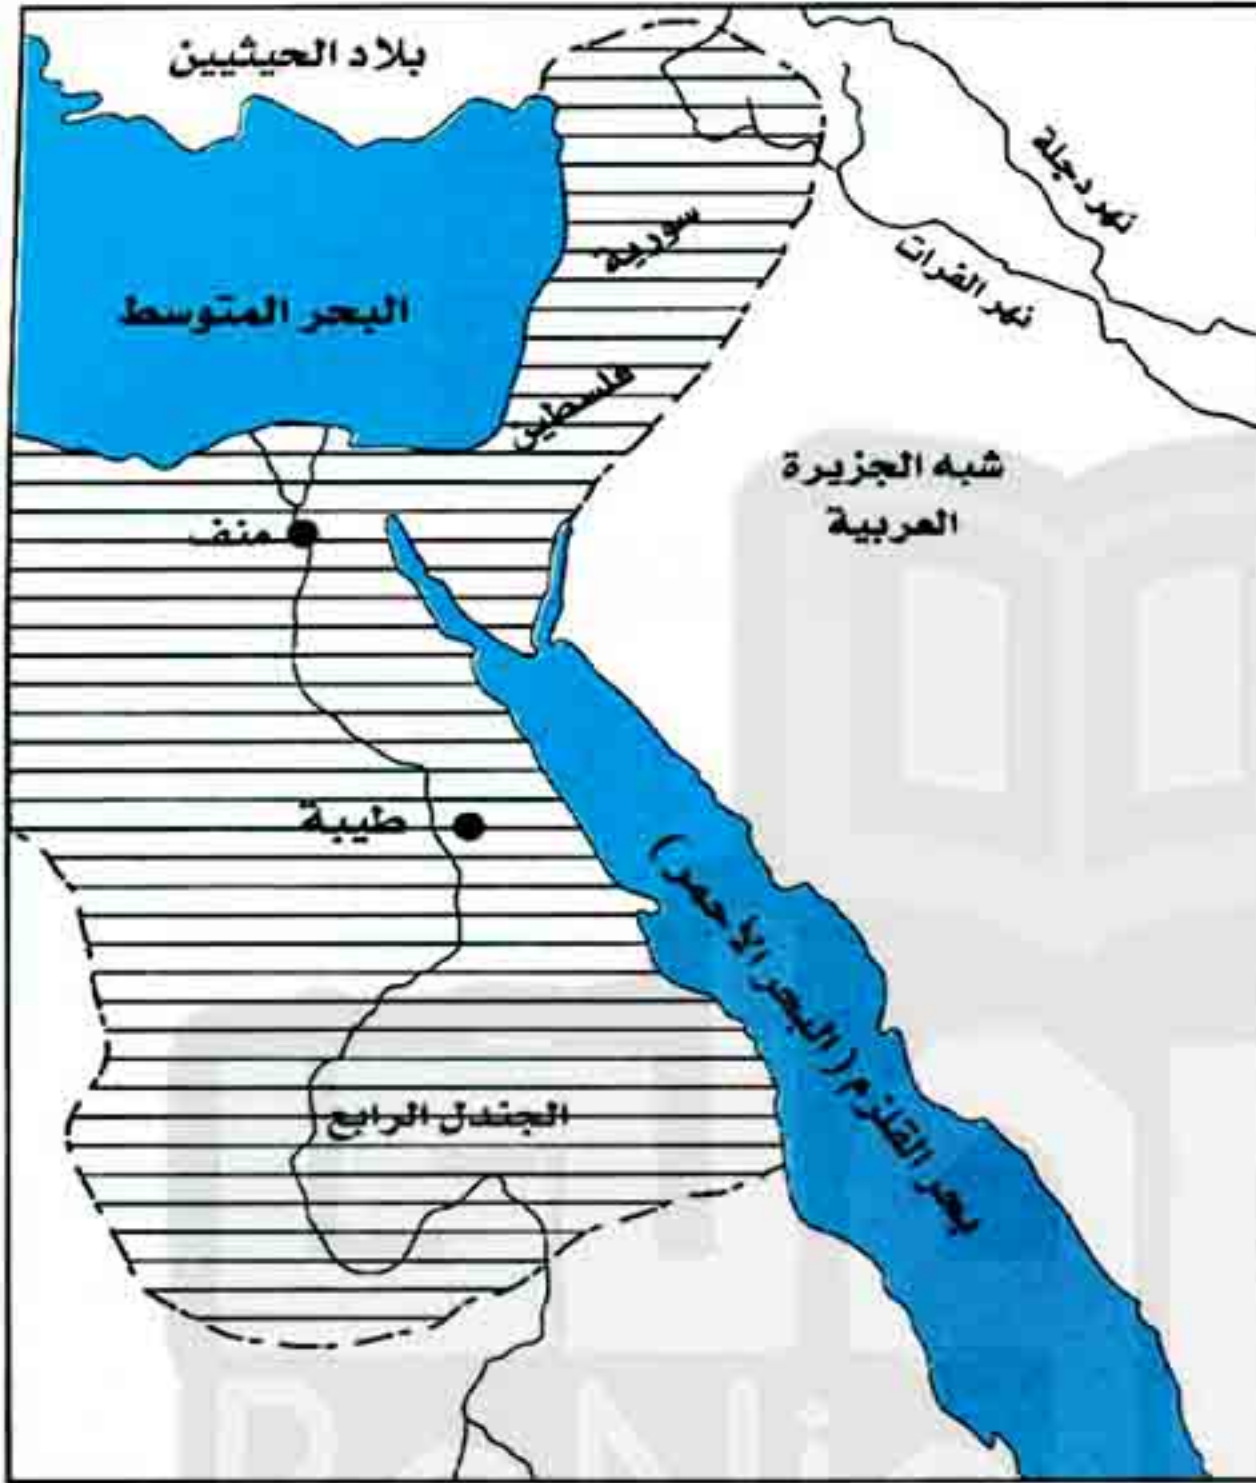 بلاد الحيثيين
نهر دجلة
سورية
نهر الفرات
البحر المتوسط
فلسطين
شبه الجزيرة
العربية
منف
طيبة
بحر القلزم (البحر الأحمر)
الجندل الرابع